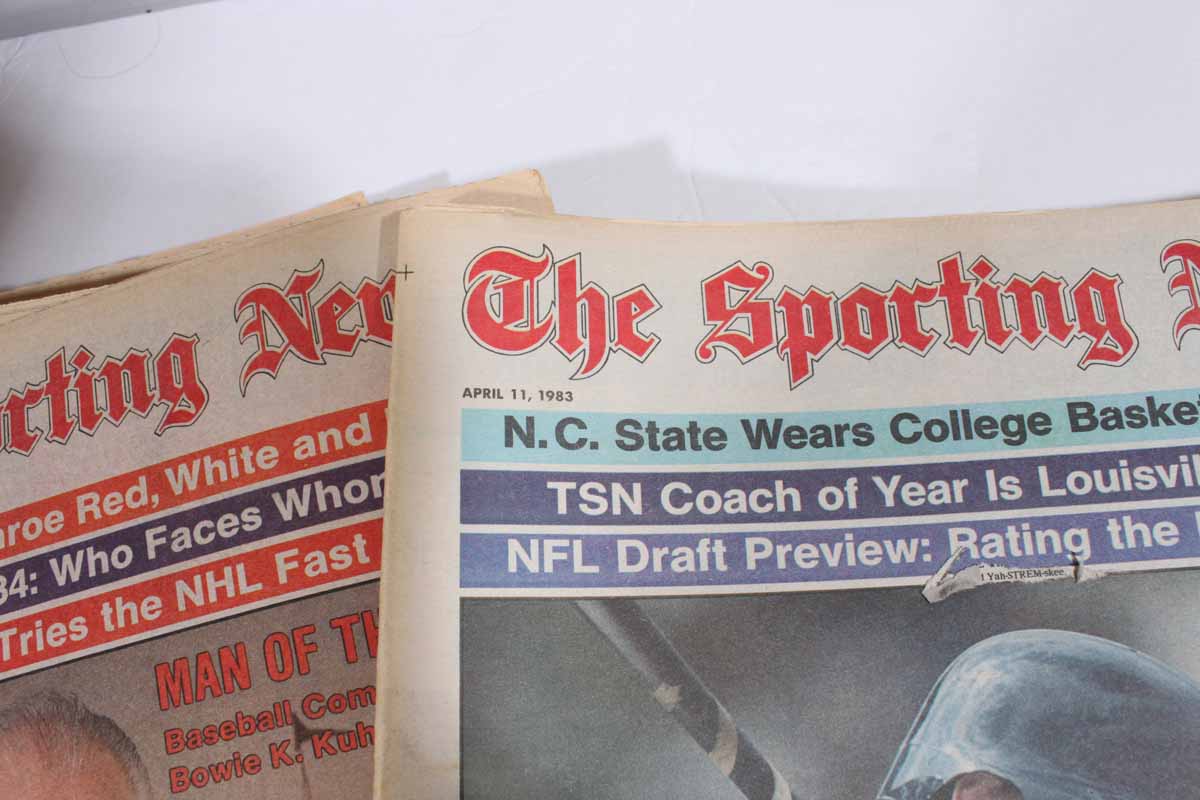 rting New
roe Red, White and
84: Who Faces Whom
Tries the NHL Fast
MAN OF TH
Baseball Com
Bowie K. Kuh
The Sporting N
APRIL 11, 1983
N.C. State Wears College Basket
TSN Coach of Year Is Louisvil
NFL Draft Preview: Rating the
! Yah-STREM-skee.